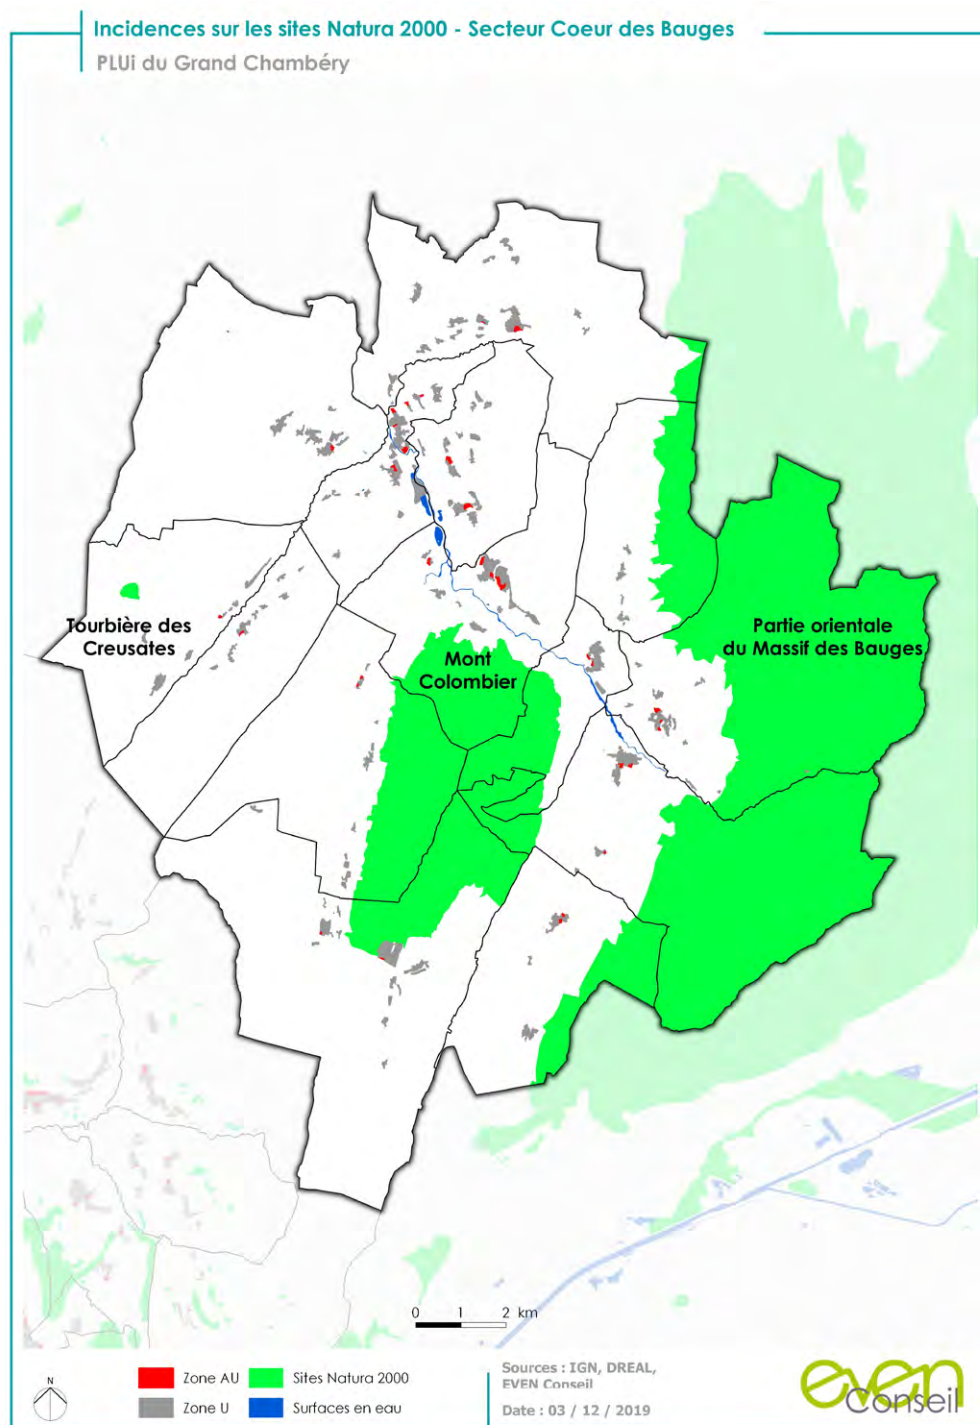 Incidences sur les sites Natura 2000 - Secteur Coeur des Bauges
PLUi du Grand Chambéry
Tourbière des
Creusates
Mont
Colombier
Partie orientale
du Massif des Bauges
0 1 2 km
N
Zone AU
Sites Natura 2000
Zone U
Surfaces en eau
Sources : IGN, DREAL,
EVEN Conseil
Date : 03 / 12 / 2019
even
Conseil